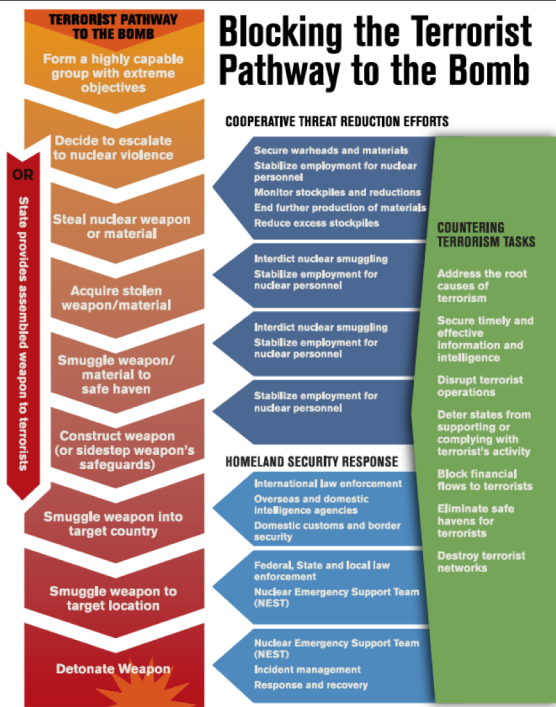 TERRORIST PATHWAY
TO THE BOMB
Form a highly capable
group with extreme
objectives
Decide to escalate
to nuclear violence
OR
State provides assembled weapon to terrorists
Steal nuclear weapon
or material
Acquire stolen
weapon/material
Smuggle weapon/
material to
safe haven
Construct weapon
(or sidestep weapon's
safeguards)
Smuggle weapon into
target country
Smuggle weapon to
target location
Detonate Weapon
Blocking the Terrorist
Pathway to the Bomb
COOPERATIVE THREAT REDUCTION EFFORTS
Secure warheads and materials
Stabilize employment for nuclear
personnel
Monitor stockpiles and reductions
End further production of materials
Reduce excess stockpiles
Interdict nuclear smuggling
Stabilize employment for
nuclear personnel
Interdict nuclear smuggling
Stabilize employment for
nuclear personnel
Stabilize employment for
nuclear personnel
HOMELAND SECURITY RESPONSE
International law enforcement
Overseas and domestic
intelligence agencies
Domestic customs and border
security
Federal, State and local law
enforcement
Nuclear Emergency Support Team
(NEST)
Nuclear Emergency Support Team
(NEST)
Incident management
Response and recovery
COUNTERING
TERRORISM TASKS
Address the root
causes of
terrorism
Secure timely and
effective
information and
intelligence
Disrupt terrorist
operations
Deter states from
supporting or
complying with
terrorist's activity
Block financial
flows to terrorists
Eliminate safe
havens for
terrorists
Destroy terrorist
networks